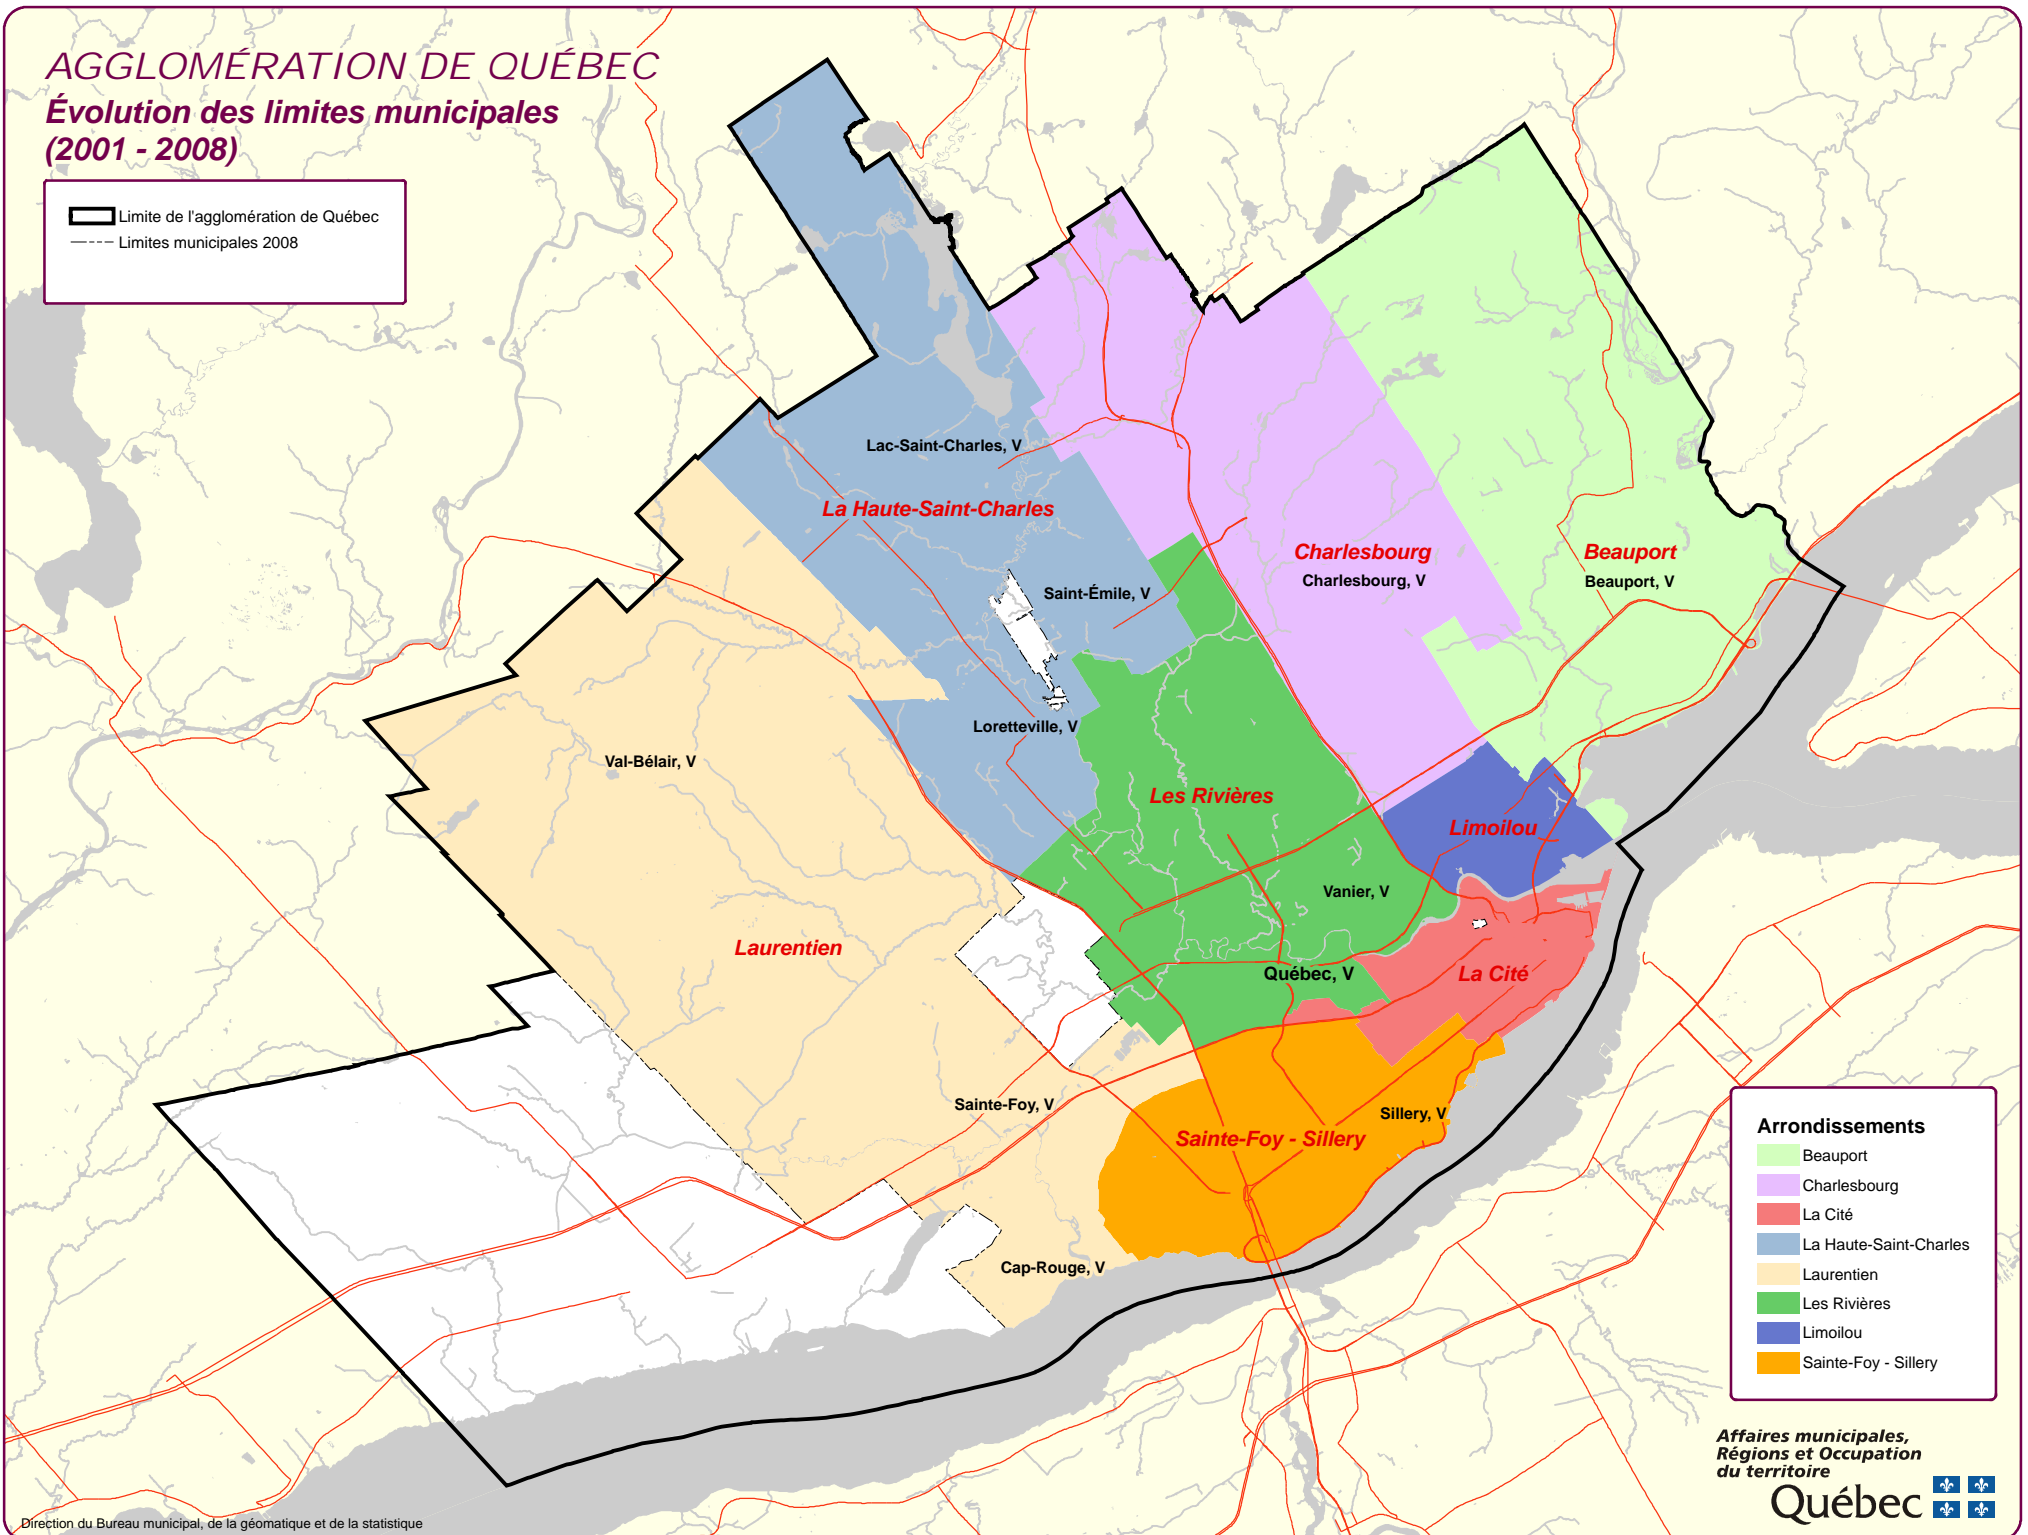 AGGLOMÉRATION DE QUÉBEC
Évolution des limites municipales
(2001 - 2008)
Limite de l'agglomération de Québec
Limites municipales 2008
Lac-Saint-Charles, V
La Haute-Saint-Charles
Charlesbourg
Beauport
Charlesbourg, V
Beauport, V
Saint-Émile, V
Loretteville, V
Val-Bélair, V
Les Rivières
Limoilou
Vanier, V
Laurentien
Québec, V
La Cité
Sainte-Foy, V
Sillery, V
Sainte-Foy - Sillery
Cap-Rouge, V
Arrondissements
Beauport
Charlesbourg
La Cité
La Haute-Saint-Charles
Laurentien
Les Rivières
Limoilou
Sainte-Foy - Sillery
Affaires municipales,
Régions et Occupation
du territoire
Québec
Direction du Bureau municipal, de la géomatique et de la statistique